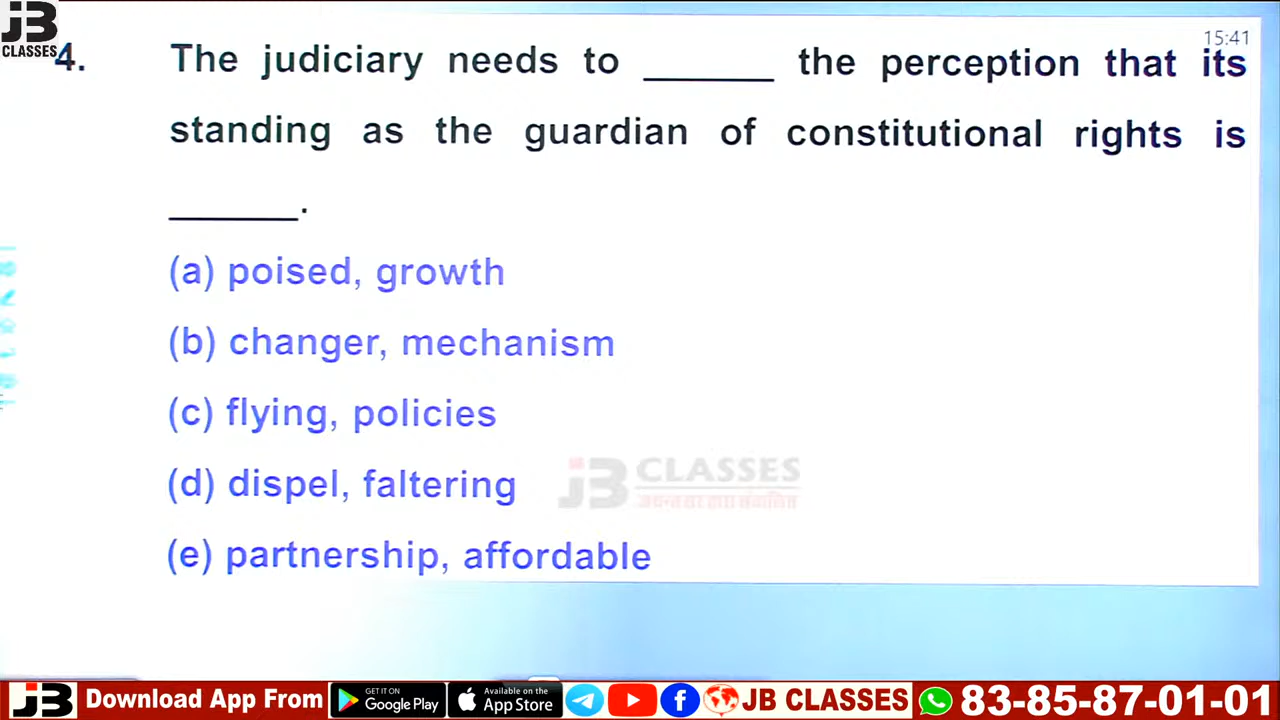 JB
CLASSES
15:41
4. The judiciary needs to ______ the perception that its
standing as the guardian of constitutional rights is
______.
(a) poised, growth
(b) changer, mechanism
(c) flying, policies
(d) dispel, faltering
JB CLASSES
(e) partnership, affordable
JB Download App From GET IT ON Google Play Available on the App Store JB CLASSES 83-85-87-01-01